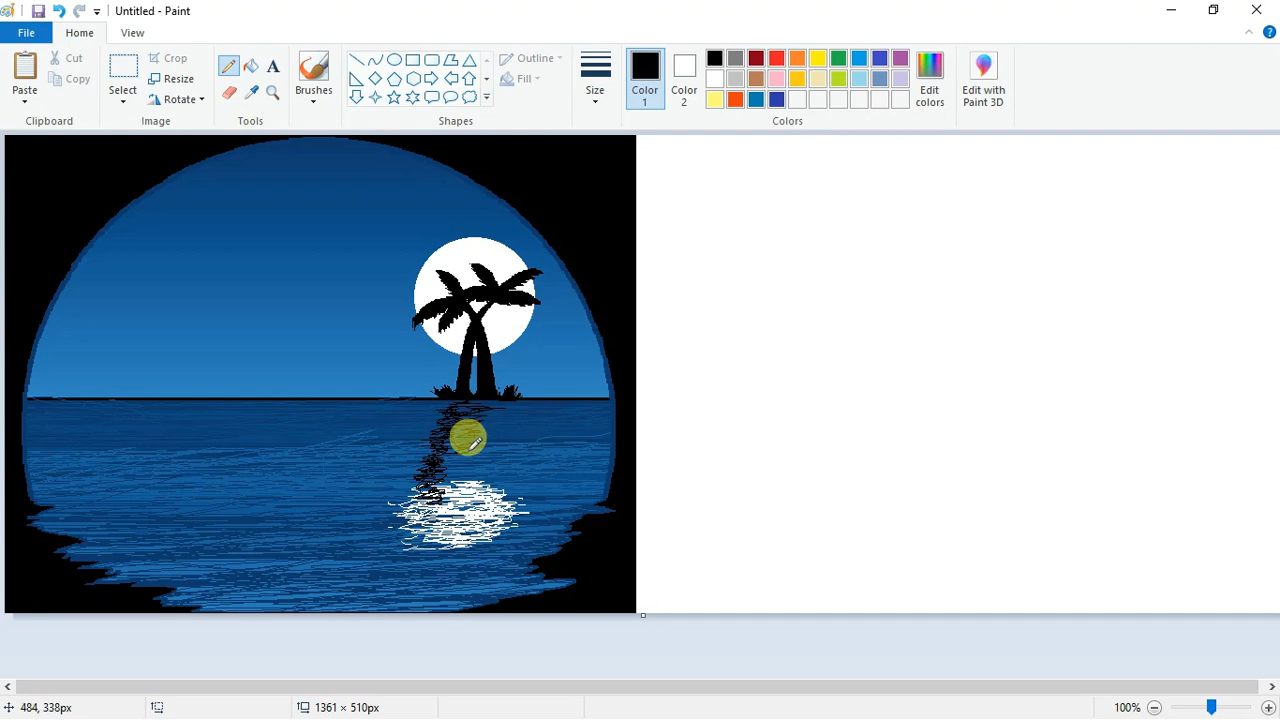 Untitled - Paint
File Home View
Paste
Cut
Copy
Clipboard
Select
Crop
Resize
Rotate
Image
A
Tools
Brushes
Outline
Fill
Shapes
Size
Color 1
Color 2
Edit colors
Colors
Edit with Paint 3D
484, 338px
1361 × 510px
100%